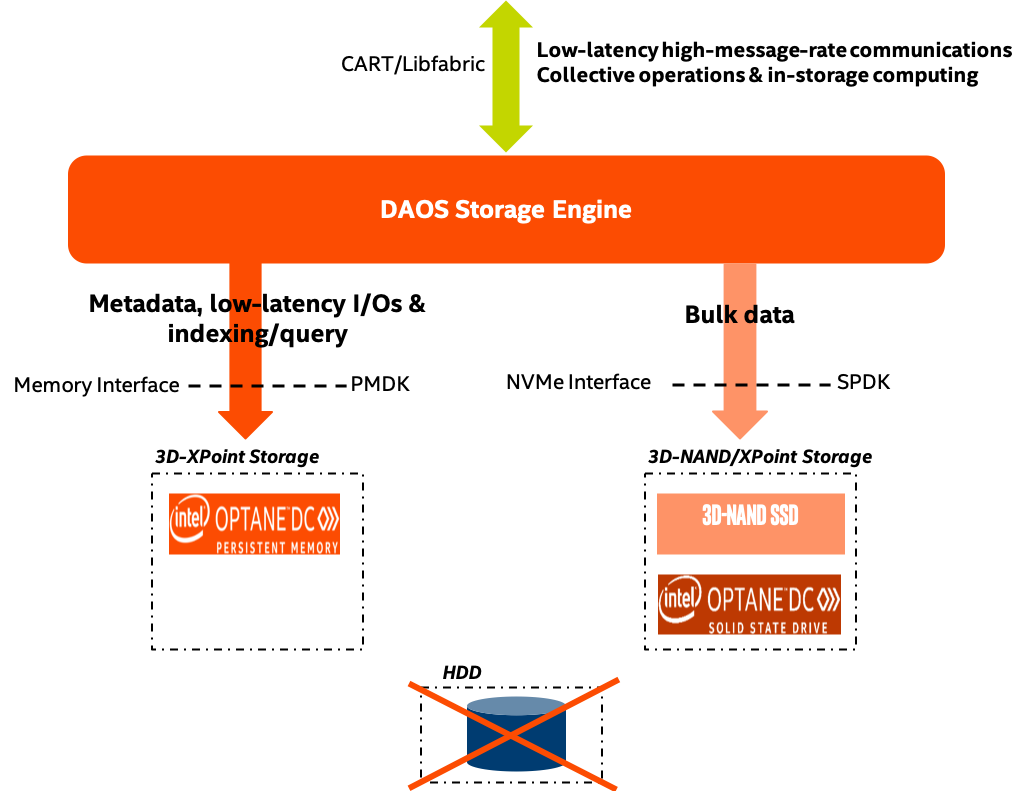 CART/Libfabric
Low-latency high-message-rate communications
Collective operations & in-storage computing
DAOS Storage Engine
Metadata, low-latency I/Os &
indexing/query
Bulk data
Memory Interface
PMDK
NVMe Interface
SPDK
3D-XPoint Storage
3D-NAND/XPoint Storage
intel OPTANE™ DC
PERSISTENT MEMORY
3D-NAND SSD
intel OPTANE™ DC
SOLID STATE DRIVE
HDD